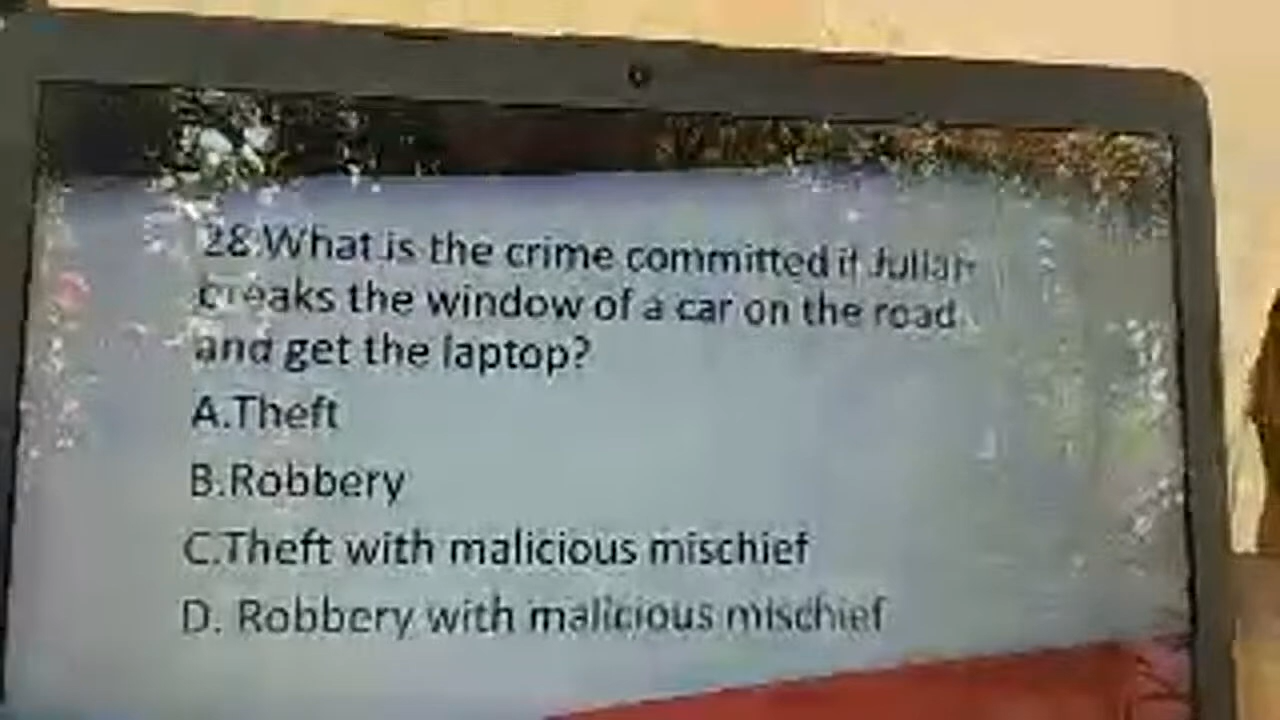 28.What is the crime committed if Julian
breaks the window of a car on the road
and get the laptop?
A.Theft
B.Robbery
C.Theft with malicious mischief
D. Robbery with malicious mischief